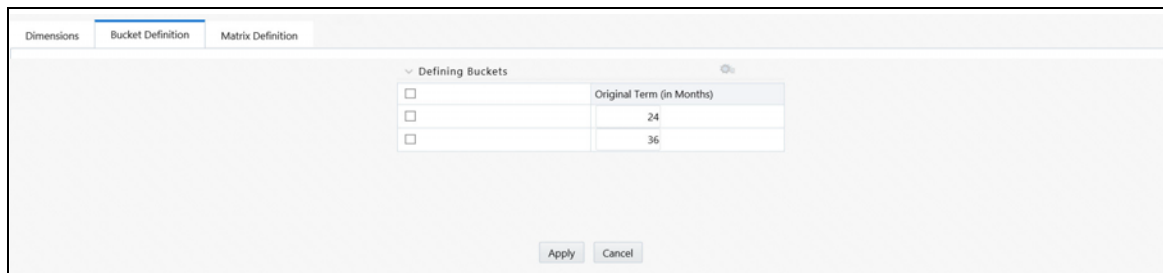 Dimensions Bucket Definition Matrix Definition
Defining Buckets
Original Term (in Months)
24
36
Apply Cancel